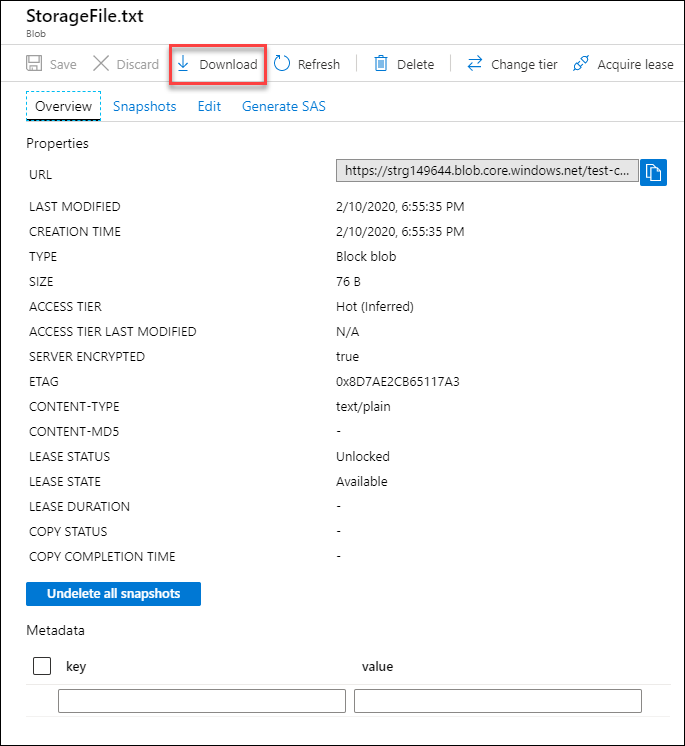 StorageFile.txt
Blob
Save Discard Download Refresh Delete Change tier Acquire lease
Overview Snapshots Edit Generate SAS
Properties
URL https://strg149644.blob.core.windows.net/test-c...
LAST MODIFIED 2/10/2020, 6:55:35 PM
CREATION TIME 2/10/2020, 6:55:35 PM
TYPE Block blob
SIZE 76 B
ACCESS TIER Hot (Inferred)
ACCESS TIER LAST MODIFIED N/A
SERVER ENCRYPTED true
ETAG 0x8D7AE2CB65117A3
CONTENT-TYPE text/plain
CONTENT-MD5 -
LEASE STATUS Unlocked
LEASE STATE Available
LEASE DURATION -
COPY STATUS -
COPY COMPLETION TIME -
Undelete all snapshots
Metadata
key value